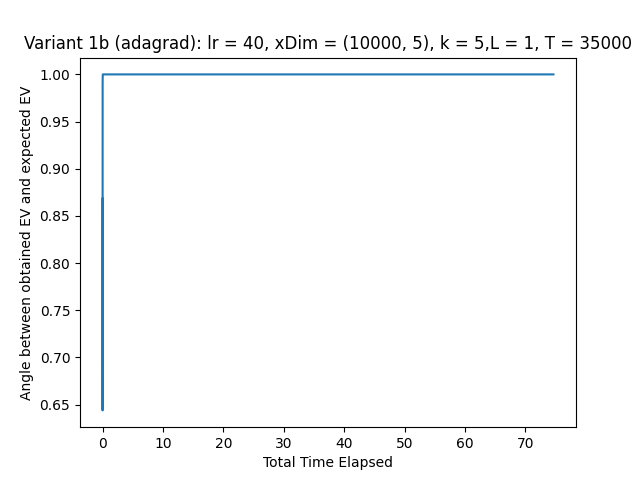 Variant 1b (adagrad): lr = 40, xDim = (10000, 5), k = 5,L = 1, T = 35000
Angle between obtained EV and expected EV
1.00
0.95
0.90
0.85
0.80
0.75
0.70
0.65
0 10 20 30 40 50 60 70
Total Time Elapsed